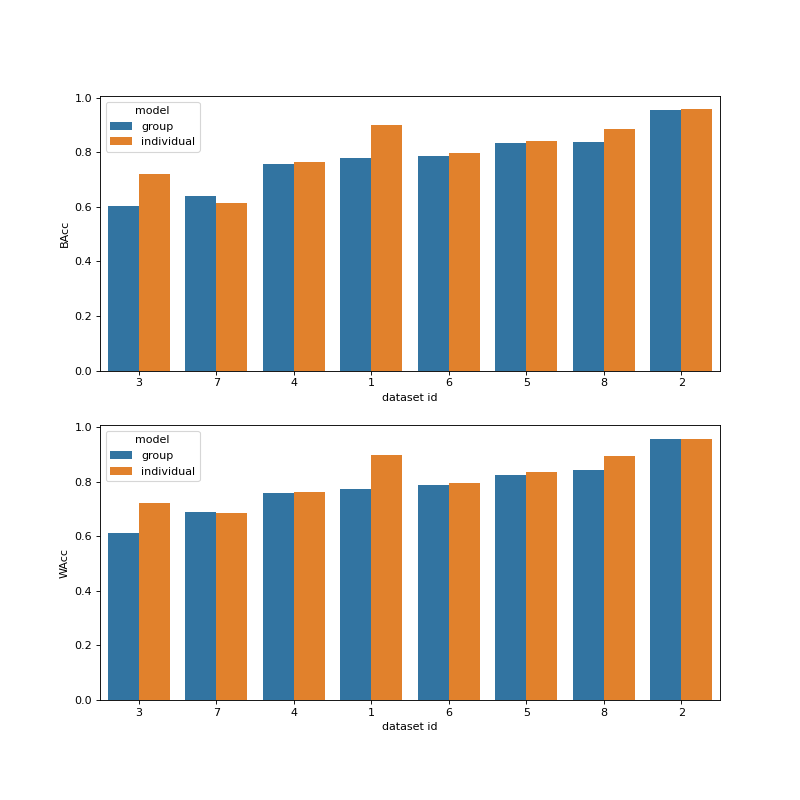 1.0
0.8
0.6
0.4
0.2
0.0
BAcc
model
group
individual
3 7 4 1 6 5 8 2
dataset id
1.0
0.8
0.6
0.4
0.2
0.0
WAcc
model
group
individual
3 7 4 1 6 5 8 2
dataset id